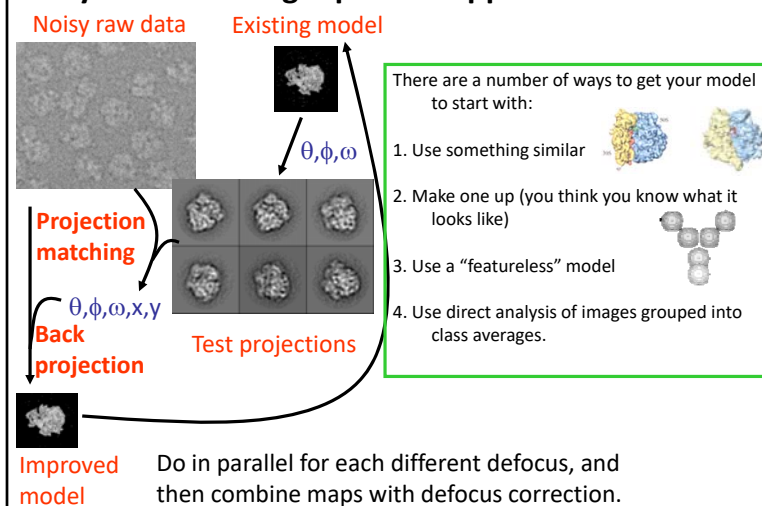 Noisy raw data
Existing model
θ,ϕ,ω
Projection
matching
θ,ϕ,ω,x,y
Back
projection
Test projections
Improved
model
There are a number of ways to get your model
to start with:
1. Use something similar
2. Make one up (you think you know what it
looks like)
3. Use a “featureless” model
4. Use direct analysis of images grouped into
class averages.
Do in parallel for each different defocus, and
then combine maps with defocus correction.